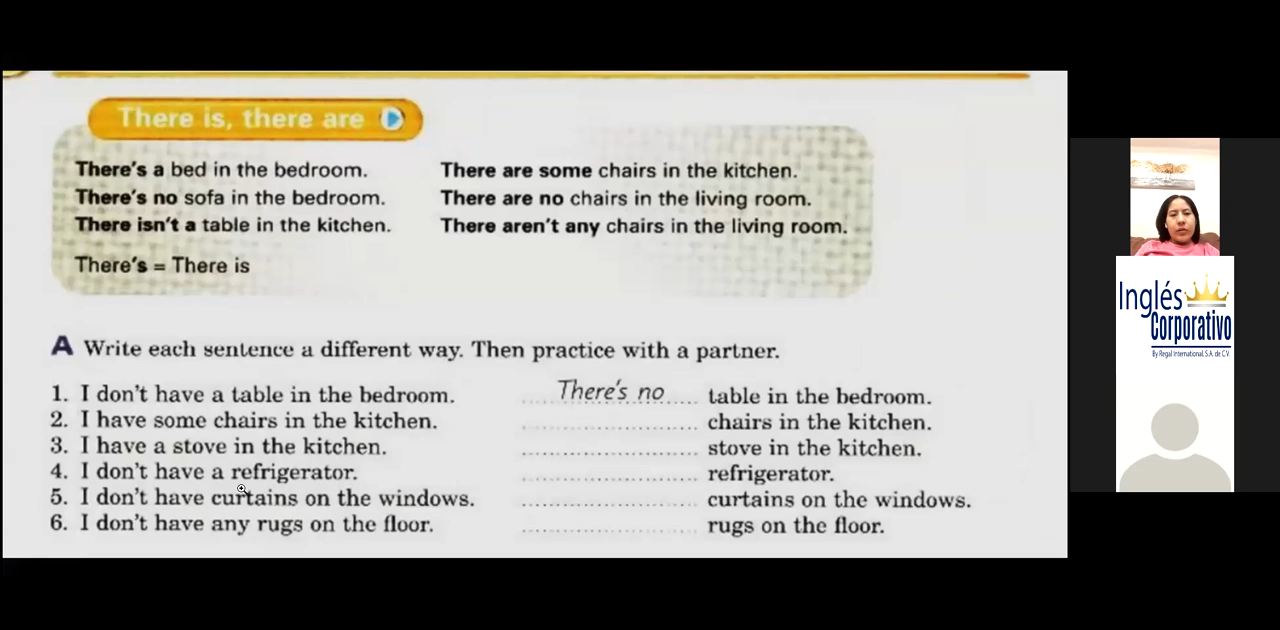 There is, there are
There's a bed in the bedroom.
There's no sofa in the bedroom.
There isn't a table in the kitchen.
There's = There is
There are some chairs in the kitchen.
There are no chairs in the living room.
There aren't any chairs in the living room.
A Write each sentence a different way. Then practice with a partner.
1. I don't have a table in the bedroom. There's no table in the bedroom.
2. I have some chairs in the kitchen. .................... chairs in the kitchen.
3. I have a stove in the kitchen. .................... stove in the kitchen.
4. I don't have a refrigerator. .................... refrigerator.
5. I don't have curtains on the windows. .................... curtains on the windows.
6. I don't have any rugs on the floor. .................... rugs on the floor.
Inglés
Corporativo
By Regal International, S.A. de C.V.